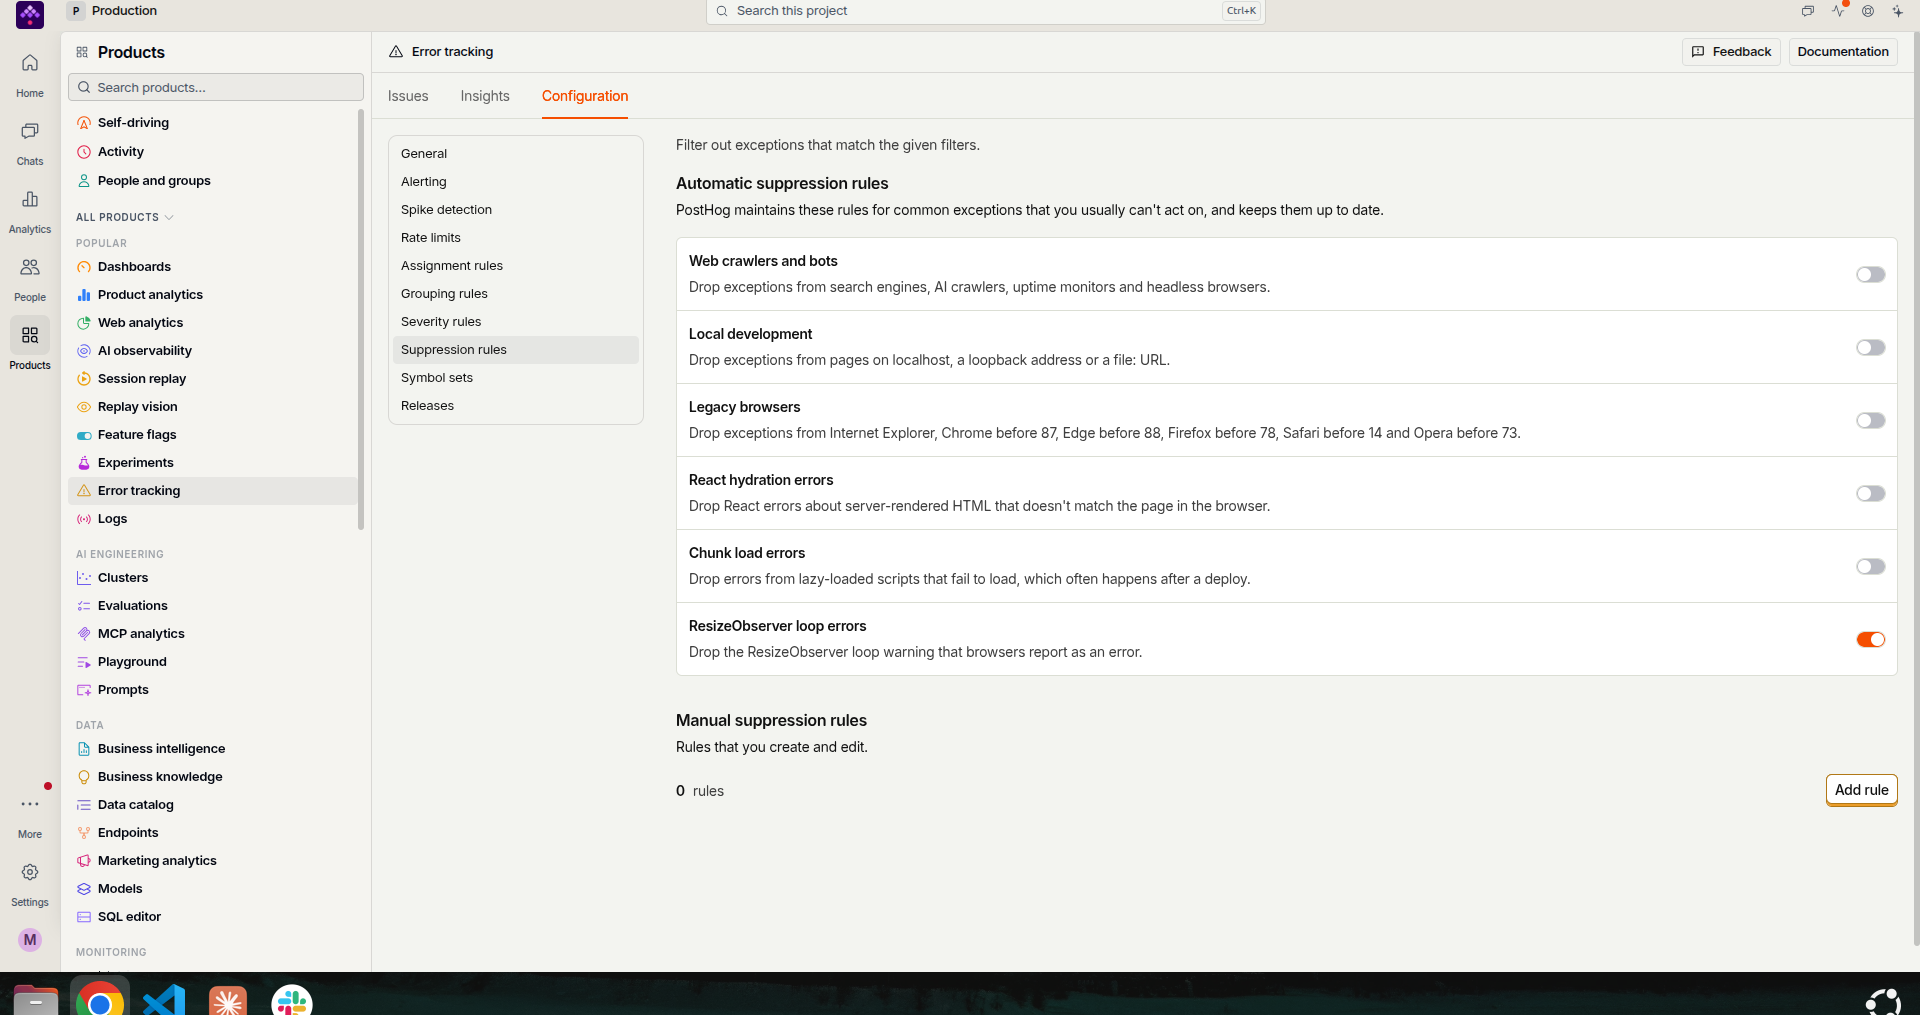 P Production
Search this project
Ctrl+K
Home
Chats
Analytics
People
Products
More
Settings
M
Products
Search products...
Self-driving
Activity
People and groups
ALL PRODUCTS
POPULAR
Dashboards
Product analytics
Web analytics
AI observability
Session replay
Replay vision
Feature flags
Experiments
Error tracking
Logs
AI ENGINEERING
Clusters
Evaluations
MCP analytics
Playground
Prompts
DATA
Business intelligence
Business knowledge
Data catalog
Endpoints
Marketing analytics
Models
SQL editor
MONITORING
Error tracking
Feedback
Documentation
Issues
Insights
Configuration
General
Alerting
Spike detection
Rate limits
Assignment rules
Grouping rules
Severity rules
Suppression rules
Symbol sets
Releases
Filter out exceptions that match the given filters.
Automatic suppression rules
PostHog maintains these rules for common exceptions that you usually can't act on, and keeps them up to date.
Web crawlers and bots
Drop exceptions from search engines, AI crawlers, uptime monitors and headless browsers.
Local development
Drop exceptions from pages on localhost, a loopback address or a file: URL.
Legacy browsers
Drop exceptions from Internet Explorer, Chrome before 87, Edge before 88, Firefox before 78, Safari before 14 and Opera before 73.
React hydration errors
Drop React errors about server-rendered HTML that doesn't match the page in the browser.
Chunk load errors
Drop errors from lazy-loaded scripts that fail to load, which often happens after a deploy.
ResizeObserver loop errors
Drop the ResizeObserver loop warning that browsers report as an error.
Manual suppression rules
Rules that you create and edit.
0 rules
Add rule